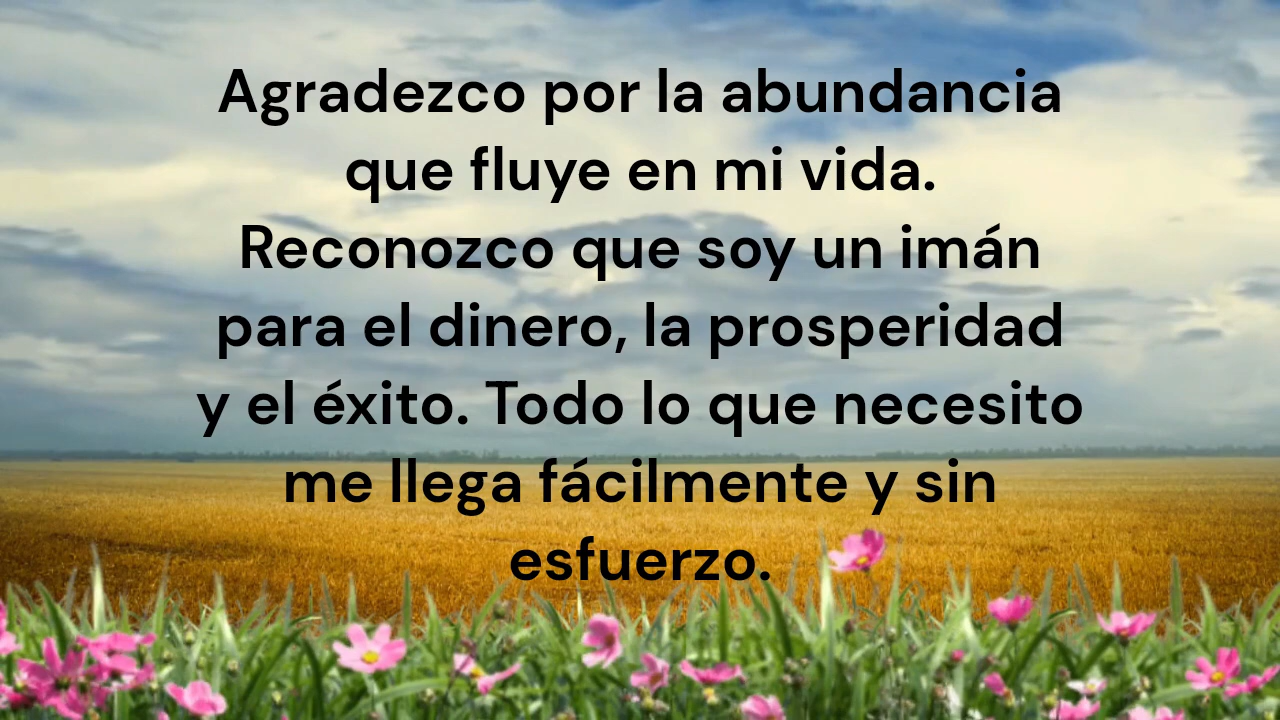 Agradezco por la abundancia
que fluye en mi vida.
Reconozco que soy un imán
para el dinero, la prosperidad
y el éxito. Todo lo que necesito
me llega fácilmente y sin
esfuerzo.